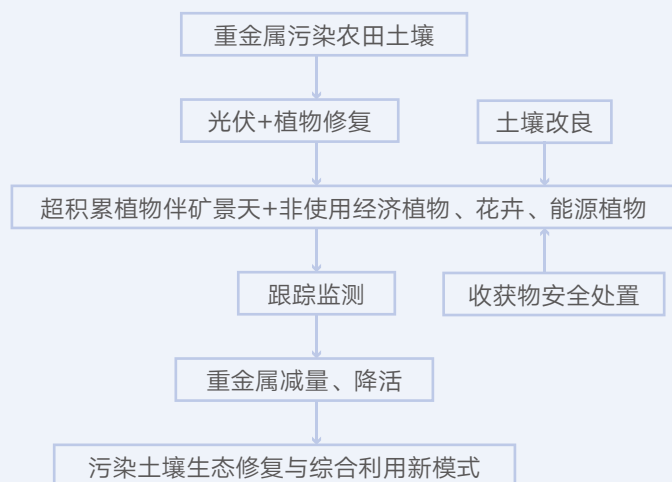 重金属污染农田土壤
光伏+植物修复
土壤改良
超积累植物伴矿景天+非使用经济植物、花卉、能源植物
跟踪监测
收获物安全处置
重金属减量、降活
污染土壤生态修复与综合利用新模式